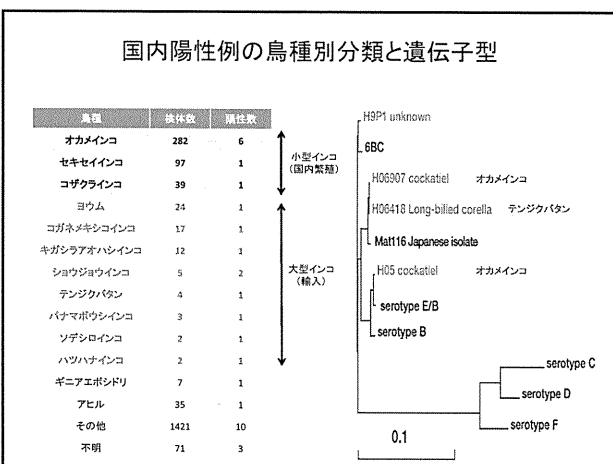 国内陽性例の鳥種別分類と遺伝子型
鳥種 検体数 陽性数
オカメインコ 282 6
セキセイインコ 97 1
コザクラインコ 39 1
ヨウム 24 1
コガネメキシコインコ 17 1
キガシラアオハシインコ 12 1
ショウジョウインコ 5 2
テンジクバタン 4 1
パナマボウシインコ 3 1
ソデシロインコ 2 1
ハツハナインコ 2 1
ギニアエボシドリ 7 1
アヒル 35 1
その他 1421 10
不明 71 3
小型インコ
(国内繁殖)
大型インコ
(輸入)
H9P1 unknown
6BC
H06907 cockatiel オカメインコ
H06418 Long-billed corella テンジクバタン
Mat116 Japanese isolate
H05 cockatiel オカメインコ
serotype E/B
serotype B
serotype C
serotype D
serotype F
0.1